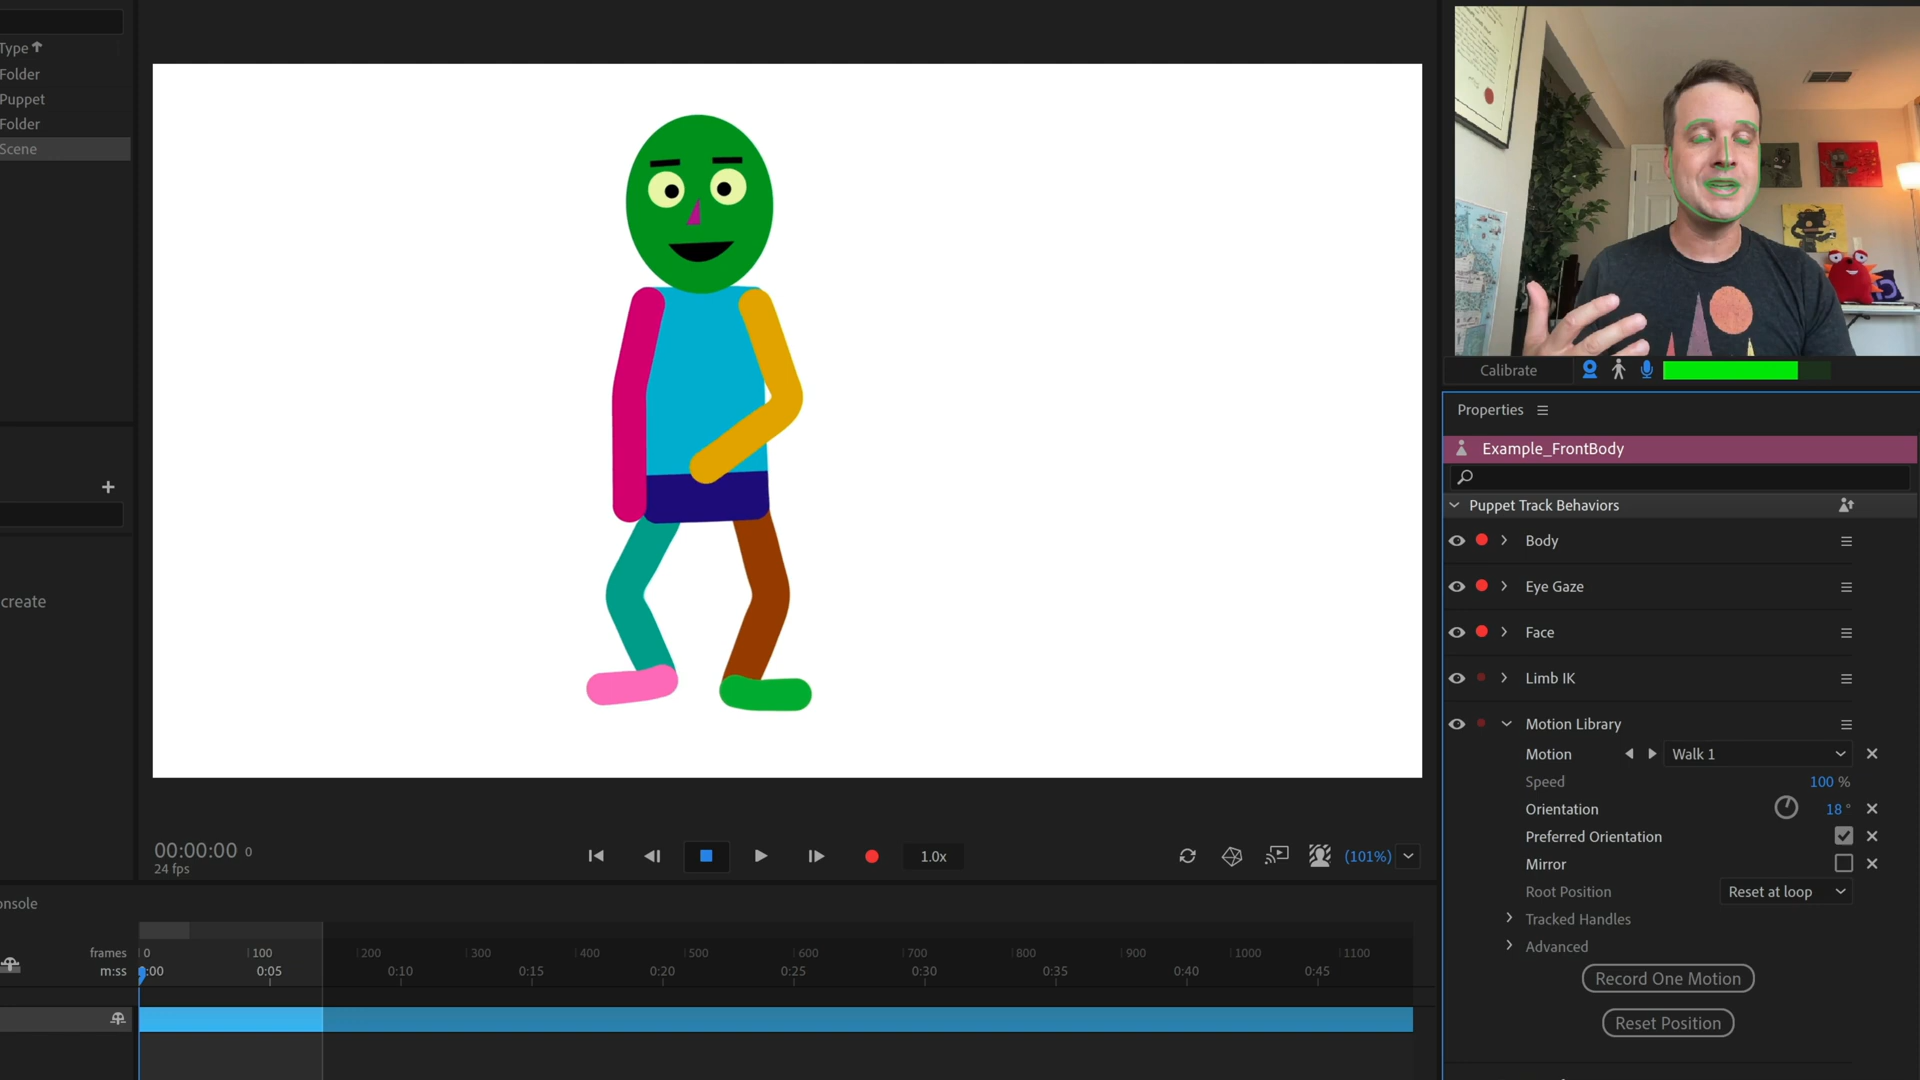 Type
Folder
Puppet
Folder
Scene
create
Calibrate
Properties
Example_FrontBody
Puppet Track Behaviors
Body
Eye Gaze
Face
Limb IK
Motion Library
Motion Walk 1
Speed 100 %
Orientation 18 °
Preferred Orientation
Mirror
Root Position Reset at loop
Tracked Handles
Advanced
Record One Motion
Reset Position
00:00:00 0
24 fps
1.0x
(101%)
onsole
frames 0 100 200 300 400 500 600 700 800 900 1000 1100
m:ss 0:00 0:05 0:10 0:15 0:20 0:25 0:30 0:35 0:40 0:45